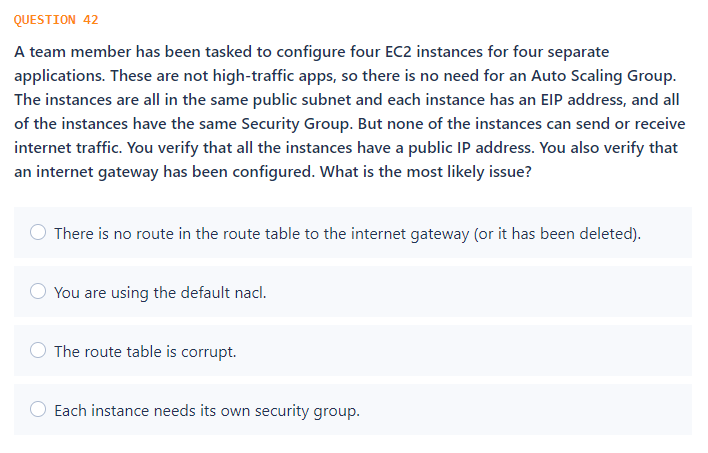 QUESTION 42
A team member has been tasked to configure four EC2 instances for four separate
applications. These are not high-traffic apps, so there is no need for an Auto Scaling Group.
The instances are all in the same public subnet and each instance has an EIP address, and all
of the instances have the same Security Group. But none of the instances can send or receive
internet traffic. You verify that all the instances have a public IP address. You also verify that
an internet gateway has been configured. What is the most likely issue?
There is no route in the route table to the internet gateway (or it has been deleted).
You are using the default nacl.
The route table is corrupt.
Each instance needs its own security group.